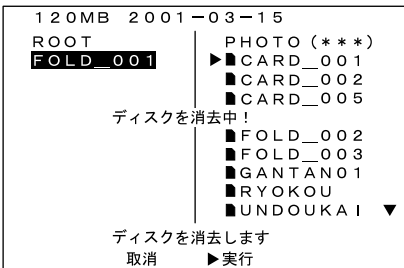 120MB 2001-03-15
ROOT
FOLD_001
PHOTO(***)
▶CARD_001
CARD_002
CARD_005
ディスクを消去中!
FOLD_002
FOLD_003
GANTAN01
RYOKOU
UNDOUKAI ▼
ディスクを消去します
取消 ▶実行